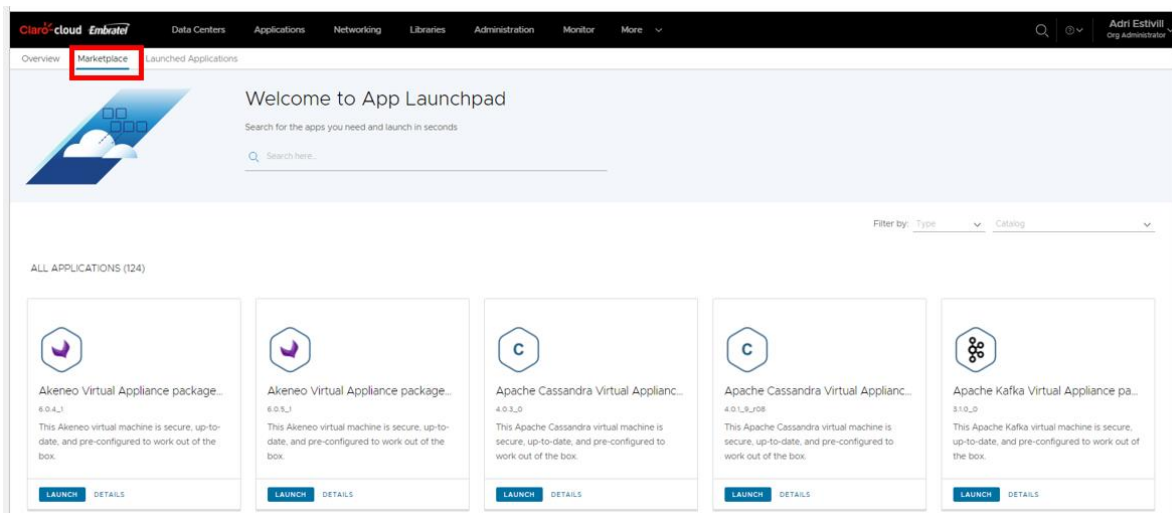 Claro-cloud Embratel Data Centers Applications Networking Libraries Administration Monitor More Adri Estivill
Org Administrator
Overview Marketplace Launched Applications
Welcome to App Launchpad
Search for the apps you need and launch in seconds
Search here...
Filter by: Type Catalog
ALL APPLICATIONS (124)
Akeneo Virtual Appliance package...
6.0.4_1
This Akeneo virtual machine is secure, up-to-
date, and pre-configured to work out of the
box.
LAUNCH DETAILS
Akeneo Virtual Appliance package...
6.0.5_1
This Akeneo virtual machine is secure, up-to-
date, and pre-configured to work out of the
box.
LAUNCH DETAILS
C
Apache Cassandra Virtual Applianc...
4.0.3_0
This Apache Cassandra virtual machine is
secure, up-to-date, and pre-configured to
work out of the box.
LAUNCH DETAILS
C
Apache Cassandra Virtual Applianc...
4.0.1_9_r08
This Apache Cassandra virtual machine is
secure, up-to-date, and pre-configured to
work out of the box.
LAUNCH DETAILS
Apache Kafka Virtual Appliance pa...
3.1.0_0
This Apache Kafka virtual machine is secure,
up-to-date, and pre-configured to work out of
the box.
LAUNCH DETAILS